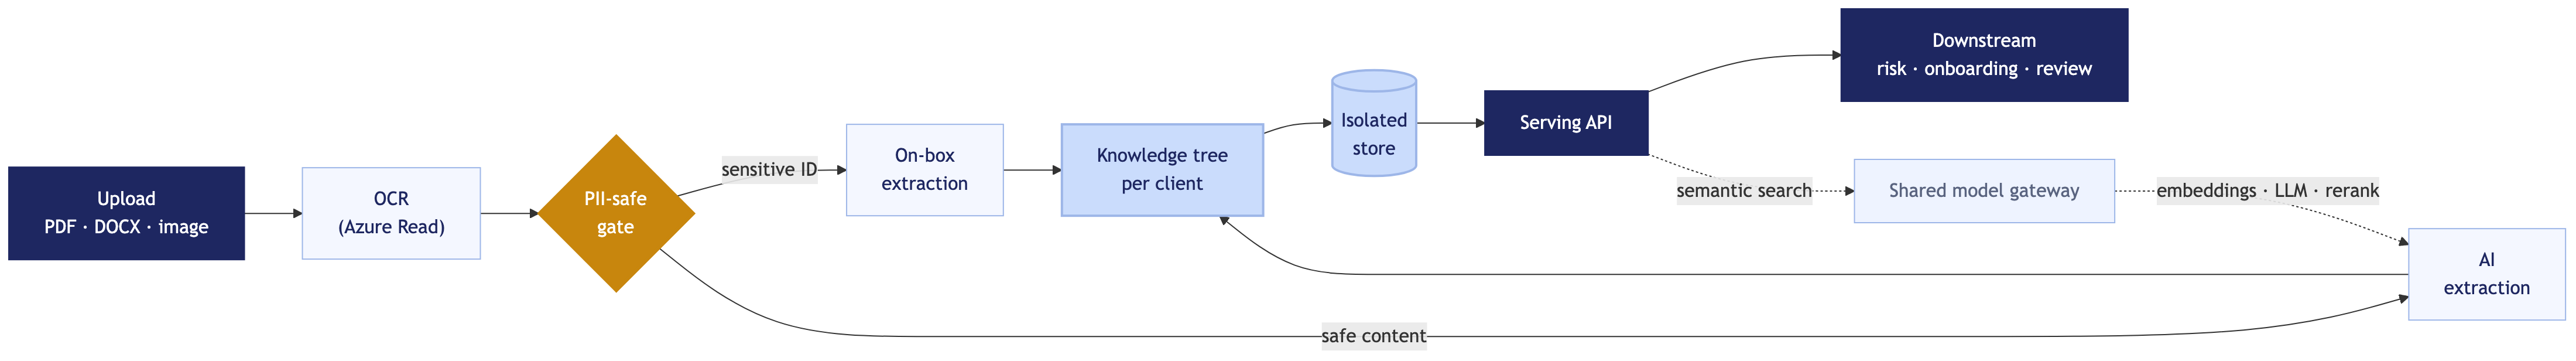 Upload
PDF · DOCX · image
OCR
(Azure Read)
PII-safe
gate
sensitive ID
On-box
extraction
Knowledge tree
per client
Isolated
store
Serving API
Downstream
risk · onboarding · review
semantic search
Shared model gateway
embeddings · LLM · rerank
AI
extraction
safe content